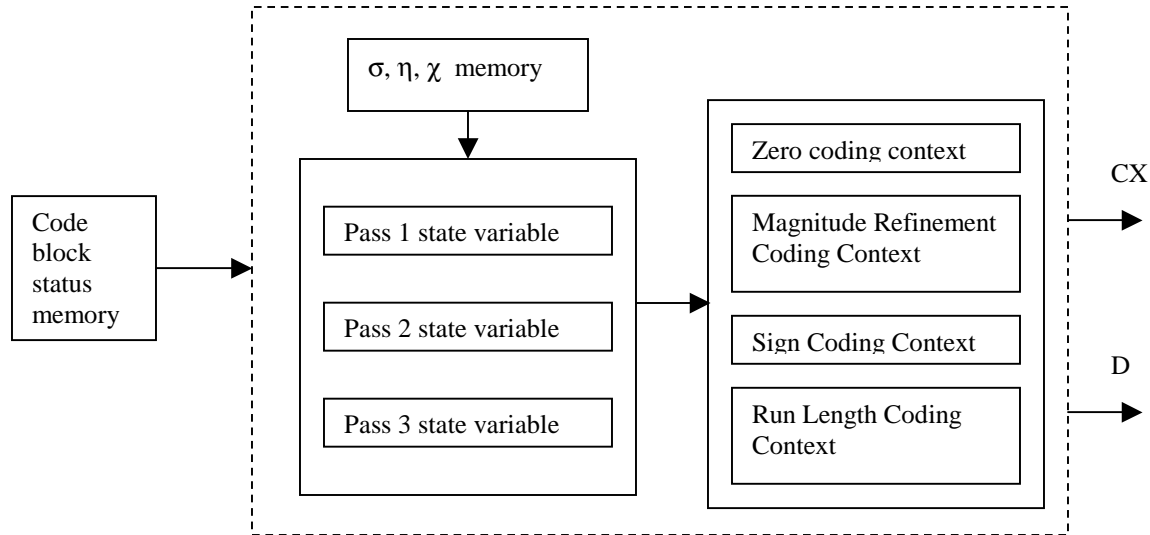 σ, η, χ memory
Code
block
status
memory
Pass 1 state variable
Pass 2 state variable
Pass 3 state variable
Zero coding context
Magnitude Refinement
Coding Context
Sign Coding Context
Run Length Coding
Context
CX
D